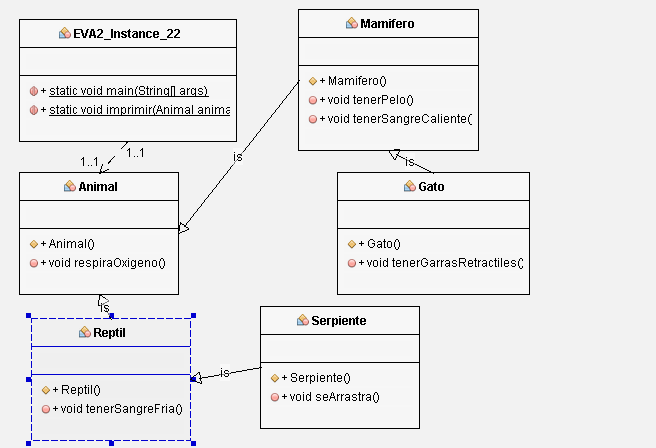 EVA2_Instance_22
+ static void main(String[] args)
+ static void imprimir(Animal anima
1..1
1..1
Mamifero
+ Mamifero()
+ void tenerPelo()
+ void tenerSangreCaliente(
is
is
Animal
+ Animal()
+ void respiraOxigeno()
Gato
+ Gato()
+ void tenerGarrasRetractiles()
is
Reptil
+ Reptil()
+ void tenerSangreFria()
is
Serpiente
+ Serpiente()
+ void seArrastra()